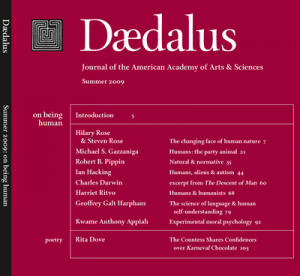 Dædalus
Summer 2009: on being human
Dædalus
Journal of the American Academy of Arts & Sciences
Summer 2009
on being
human
Introduction 5
Hilary Rose
& Steven Rose The changing face of human nature 7
Michael S. Gazzaniga Humans: the party animal 21
Robert B. Pippin Natural & normative 35
Ian Hacking Humans, aliens & autism 44
Charles Darwin excerpt from The Descent of Man 60
Harriet Ritvo Humans & humanists 68
Geoffrey Galt Harpham The science of language & human
self-understanding 79
Kwame Anthony Appiah Experimental moral psychology 92
poetry
Rita Dove The Countess Shares Confidences
over Karneval Chocolate 103